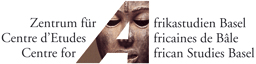 Zentrum für Afrikastudien Basel
Centre d'Etudes Africaines de Bâle
Centre for African Studies Basel